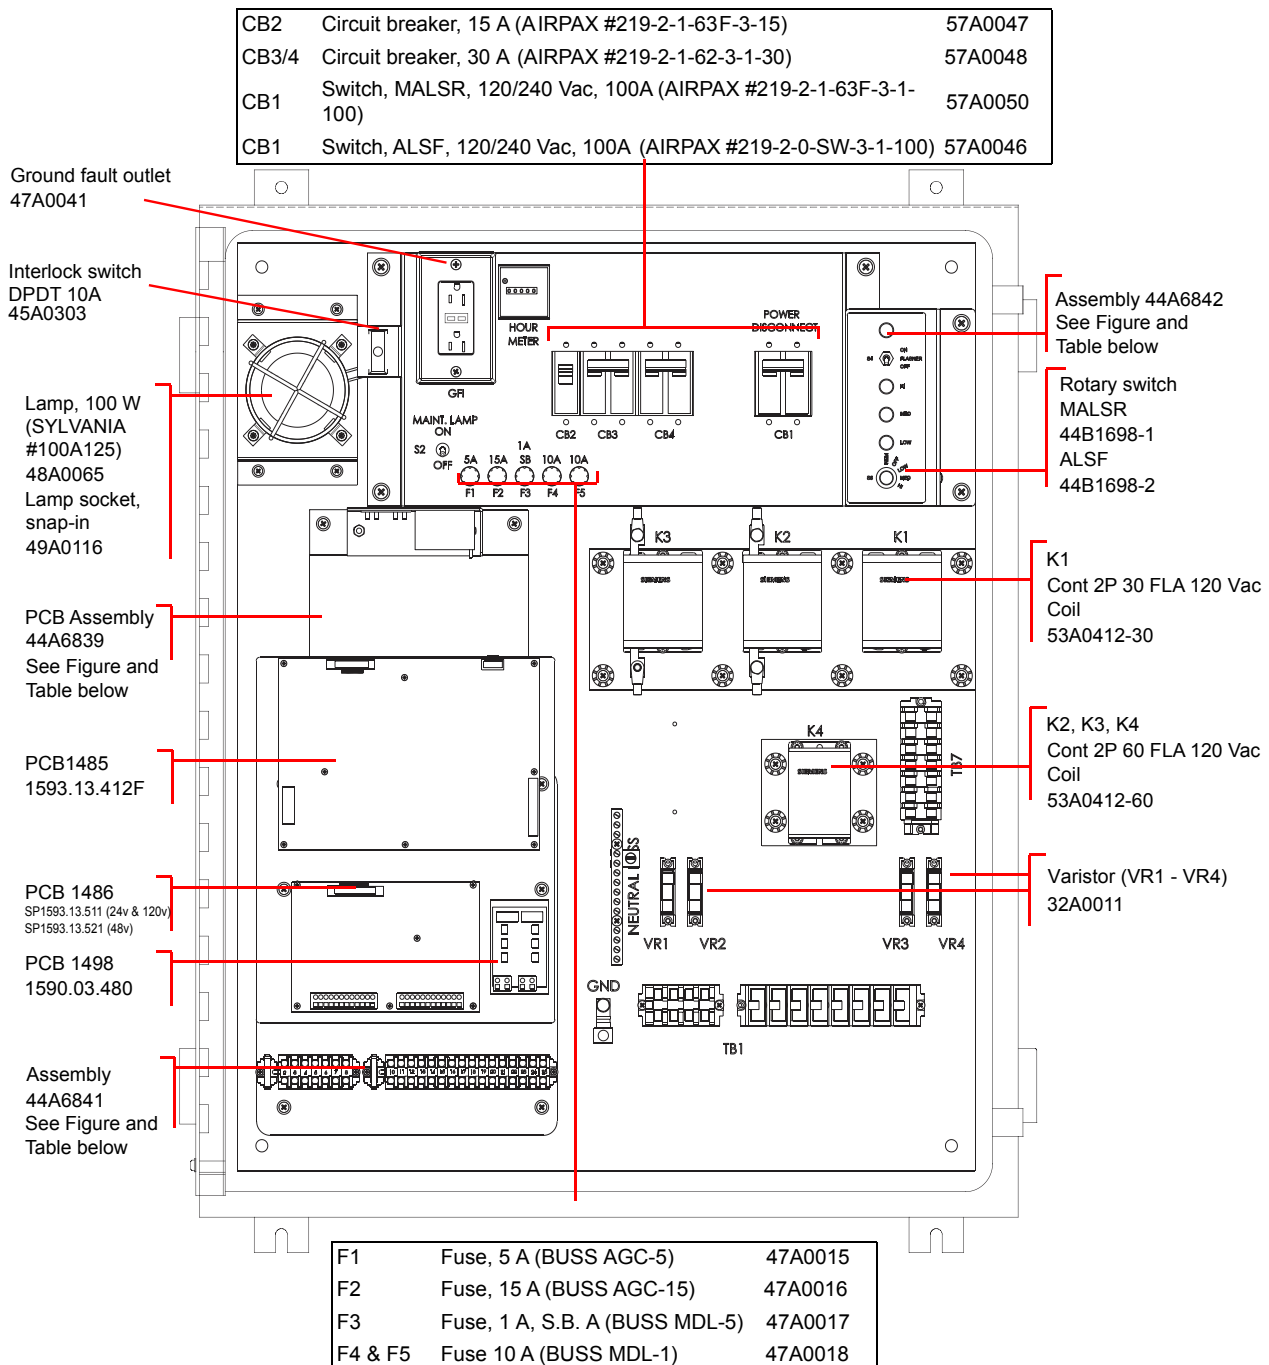 CB2 Circuit breaker, 15 A (AIRPAX #219-2-1-63F-3-15) 57A0047
CB3/4 Circuit breaker, 30 A (AIRPAX #219-2-1-62-3-1-30) 57A0048
CB1 Switch, MALSR, 120/240 Vac, 100A (AIRPAX #219-2-1-63F-3-1-
100) 57A0050
CB1 Switch, ALSF, 120/240 Vac, 100A (AIRPAX #219-2-0-SW-3-1-100) 57A0046
Ground fault outlet
47A0041
Interlock switch
DPDT 10A
45A0303
Lamp, 100 W
(SYLVANIA
#100A125)
48A0065
Lamp socket,
snap-in
49A0116
PCB Assembly
44A6839
See Figure and
Table below
PCB1485
1593.13.412F
PCB 1486
SP1593.13.511 (24v & 120v)
SP1593.13.521 (48v)
PCB 1498
1590.03.480
Assembly
44A6841
See Figure and
Table below
HOUR
METER
GFI
POWER
DISCONNECT
CB2 CB3 CB4 CB1
MAINT. LAMP
ON
S2
OFF
5A 15A 1A SB 10A 10A
F1 F2 F3 F4 F5
ON
FLASHER
OFF
MED
LOW
LOW
MED
K3 K2 K1
SIEMENS SIEMENS SIEMENS
K4
SIEMENS
TB7
NEUTRAL
VR1 VR2 VR3 VR4
GND
TB1
Assembly 44A6842
See Figure and
Table below
Rotary switch
MALSR
44B1698-1
ALSF
44B1698-2
K1
Cont 2P 30 FLA 120 Vac
Coil
53A0412-30
K2, K3, K4
Cont 2P 60 FLA 120 Vac
Coil
53A0412-60
Varistor (VR1 - VR4)
32A0011
F1 Fuse, 5 A (BUSS AGC-5) 47A0015
F2 Fuse, 15 A (BUSS AGC-15) 47A0016
F3 Fuse, 1 A, S.B. A (BUSS MDL-5) 47A0017
F4 & F5 Fuse 10 A (BUSS MDL-1) 47A0018